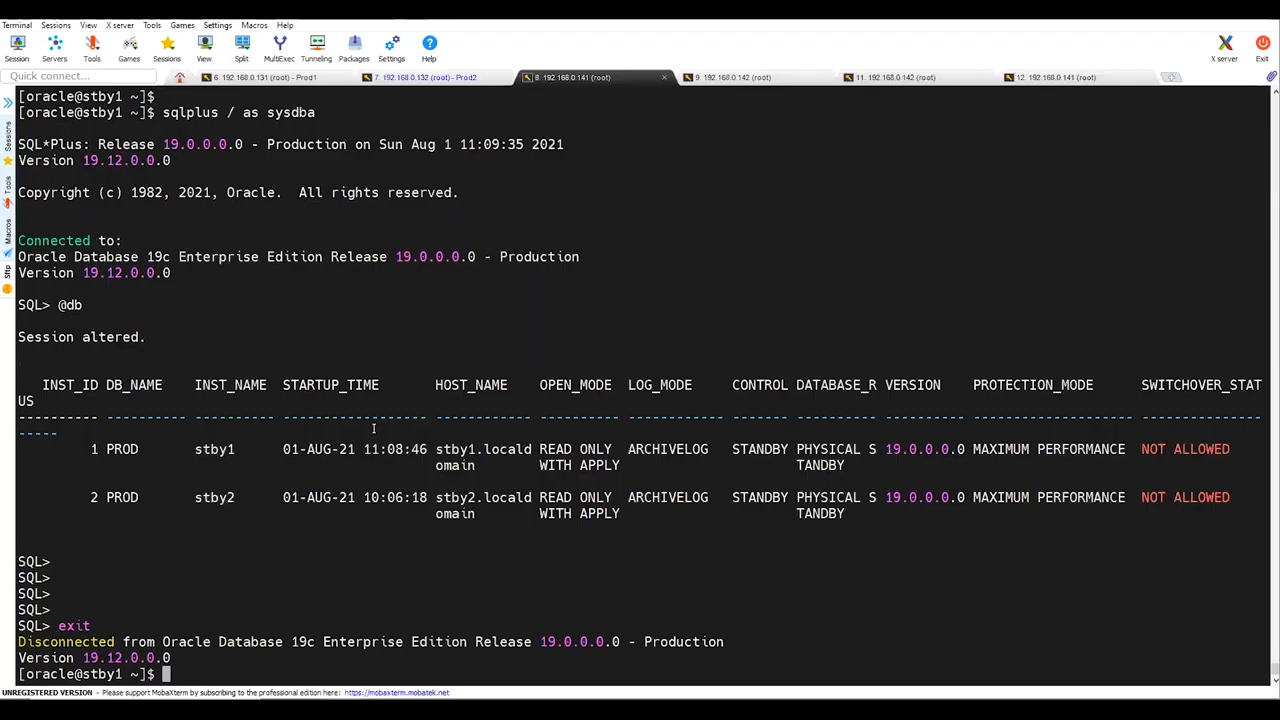 Terminal Sessions View X server Tools Games Settings Macros Help
Session Servers Tools Games Sessions View Split MultiExec Tunneling Packages Settings Help X server Exit
Quick connect... 6. 192.168.0.131 (root) - Prod1 7. 192.168.0.132 (root) - Prod2 8. 192.168.0.141 (root) 9. 192.168.0.142 (root) 11. 192.168.0.142 (root) 12. 192.168.0.141 (root)
Sessions
Tools
Macros
Sftp
[oracle@stby1 ~]$
[oracle@stby1 ~]$ sqlplus / as sysdba
SQL*Plus: Release 19.0.0.0.0 - Production on Sun Aug 1 11:09:35 2021
Version 19.12.0.0.0
Copyright (c) 1982, 2021, Oracle.  All rights reserved.
Connected to:
Oracle Database 19c Enterprise Edition Release 19.0.0.0.0 - Production
Version 19.12.0.0.0
SQL> @db
Session altered.
INST_ID DB_NAME INST_NAME STARTUP_TIME HOST_NAME OPEN_MODE LOG_MODE CONTROL DATABASE_R VERSION PROTECTION_MODE SWITCHOVER_STAT
US
---------- ---------- ---------- ------------------ ------------ ---------- ---------- ------- ---------- ---------- ------------------ ---------------
-----
1 PROD stby1 01-AUG-21 11:08:46 stby1.locald READ ONLY ARCHIVELOG STANDBY PHYSICAL S 19.0.0.0.0 MAXIMUM PERFORMANCE NOT ALLOWED
omain WITH APPLY TANDBY
2 PROD stby2 01-AUG-21 10:06:18 stby2.locald READ ONLY ARCHIVELOG STANDBY PHYSICAL S 19.0.0.0.0 MAXIMUM PERFORMANCE NOT ALLOWED
omain WITH APPLY TANDBY
SQL>
SQL>
SQL>
SQL>
SQL> exit
Disconnected from Oracle Database 19c Enterprise Edition Release 19.0.0.0.0 - Production
Version 19.12.0.0.0
[oracle@stby1 ~]$
UNREGISTERED VERSION - Please support MobaXterm by subscribing to the professional edition here: https://mobaxterm.mobatek.net